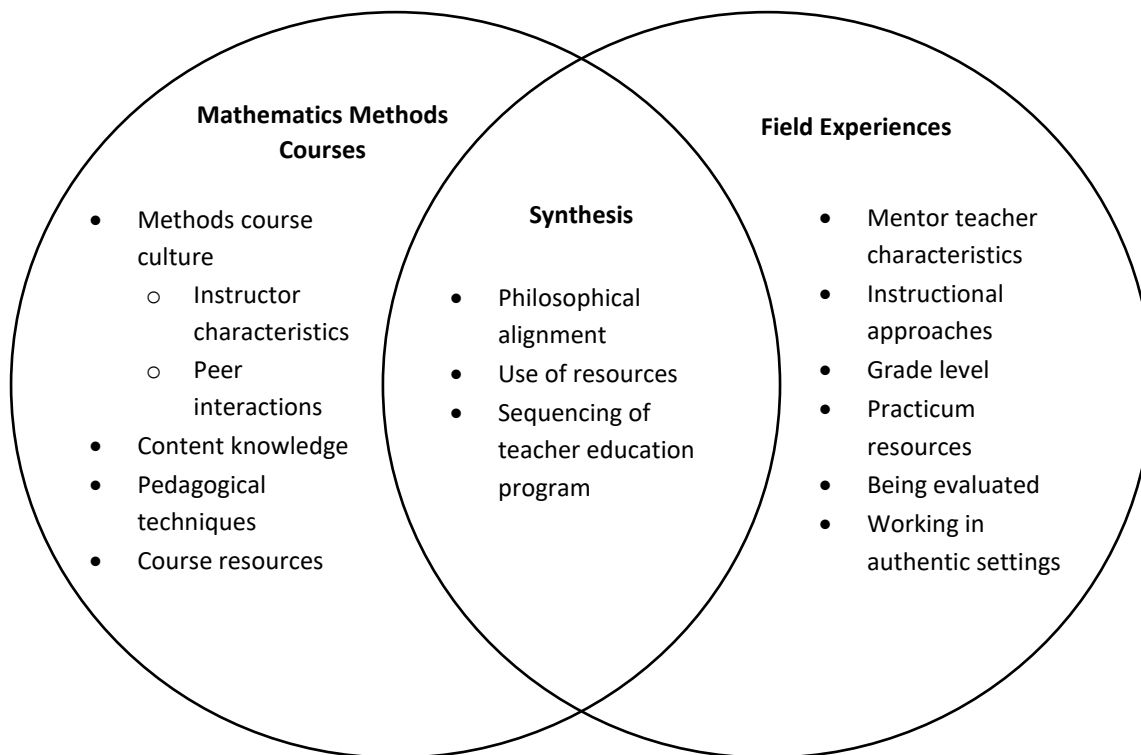 Mathematics Methods
Courses
• Methods course
culture
o Instructor
characteristics
o Peer
interactions
• Content knowledge
• Pedagogical
techniques
• Course resources
Synthesis
• Philosophical
alignment
• Use of resources
• Sequencing of
teacher education
program
Field Experiences
• Mentor teacher
characteristics
• Instructional
approaches
• Grade level
• Practicum
resources
• Being evaluated
• Working in
authentic settings